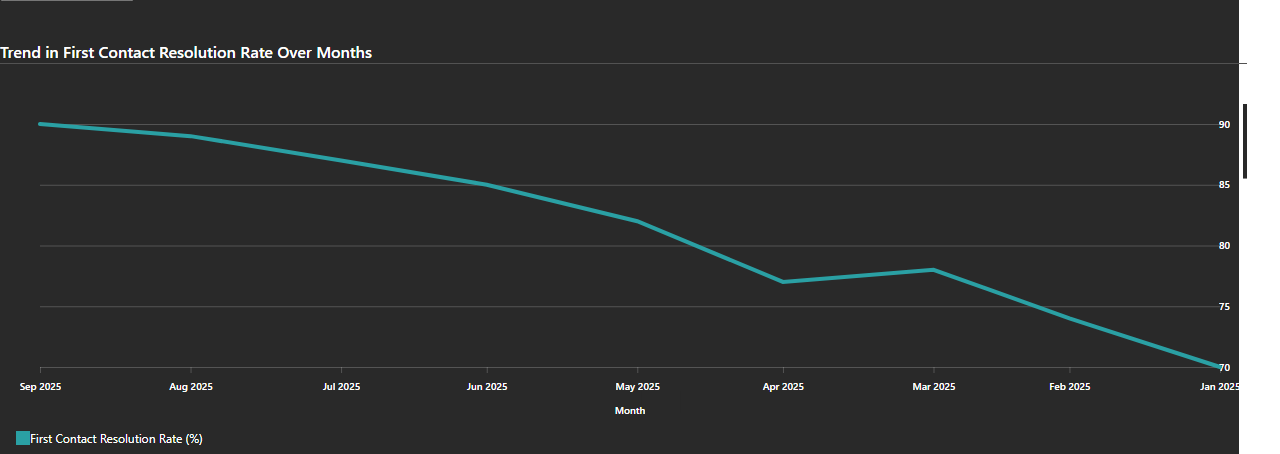 Trend in First Contact Resolution Rate Over Months
90
85
80
75
70
Sep 2025 Aug 2025 Jul 2025 Jun 2025 May 2025 Apr 2025 Mar 2025 Feb 2025 Jan 2025
Month
First Contact Resolution Rate (%)